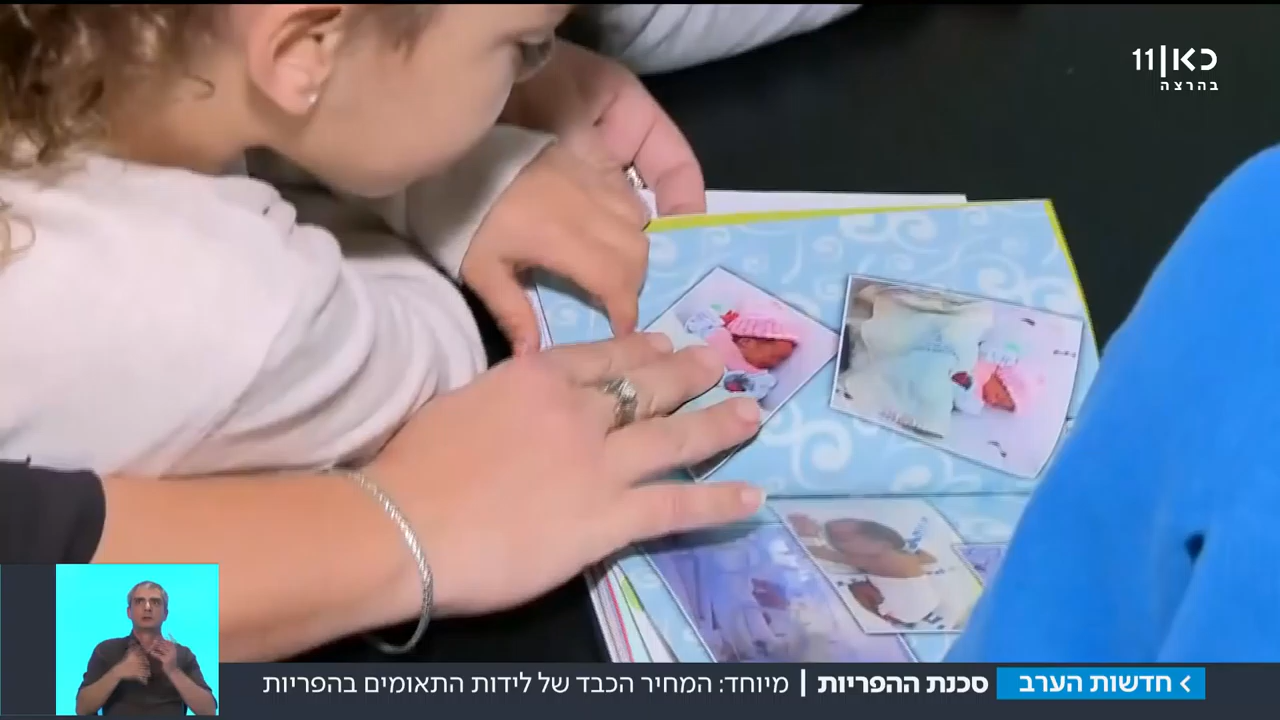 כאן 11
בהרצה
חדשות הערב
סכנת ההפריות | מיוחד: המחיר הכבד של לידות התאומים בהפריות